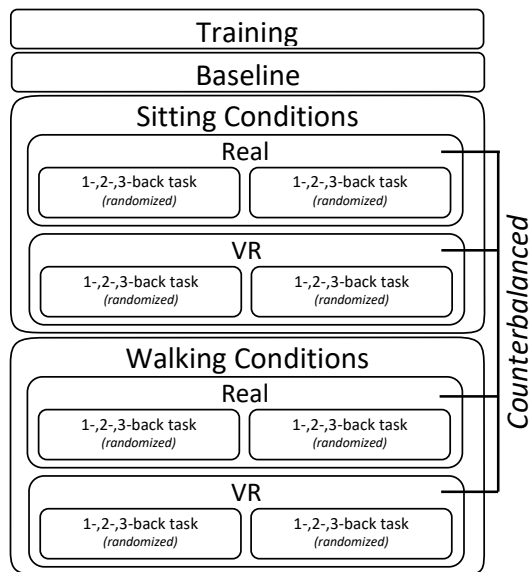 Training
Baseline
Sitting Conditions
Real
1-,2-,3-back task 1-,2-,3-back task
(randomized) (randomized)
VR
1-,2-,3-back task 1-,2-,3-back task
(randomized) (randomized)
Walking Conditions
Real
1-,2-,3-back task 1-,2-,3-back task
(randomized) (randomized)
VR
1-,2-,3-back task 1-,2-,3-back task
(randomized) (randomized)
Counterbalanced